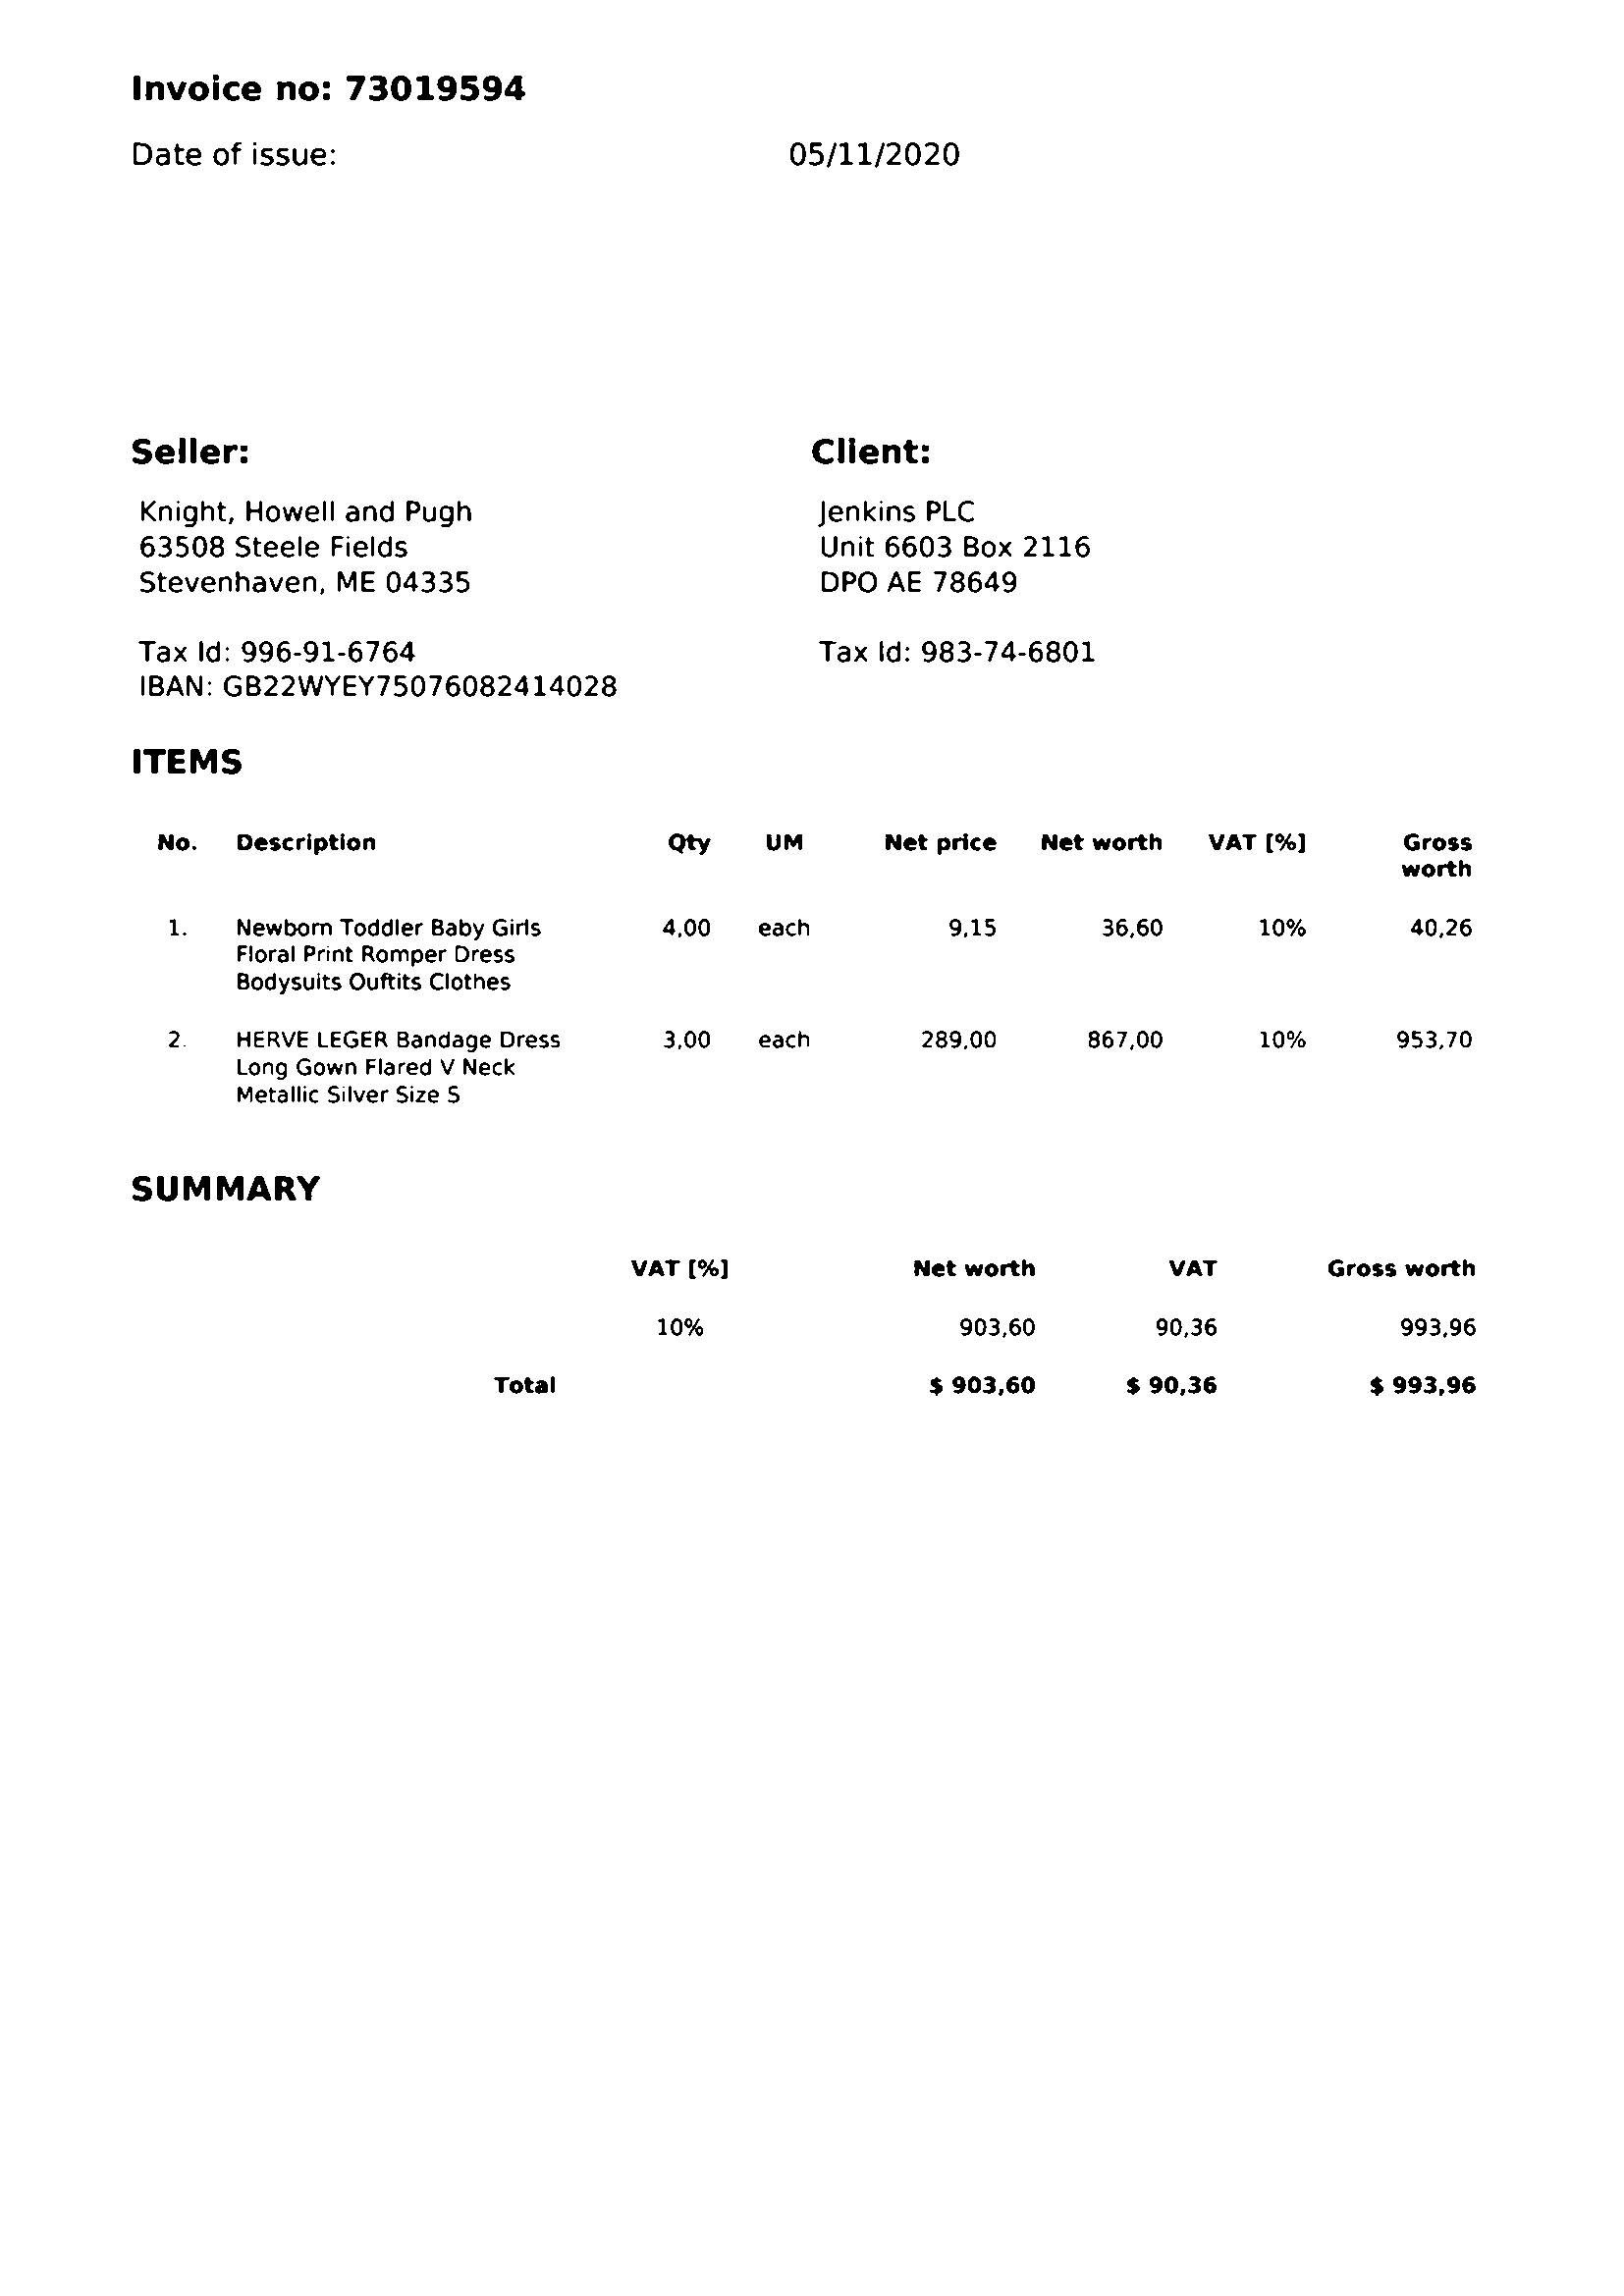 Invoice no: 73019594
Date of issue: 05/11/2020
Seller: Client:
Knight, Howell and Pugh Jenkins PLC
63508 Steele Fields Unit 6603 Box 2116
Stevenhaven, ME 04335 DPO AE 78649
Tax Id: 996-91-6764 Tax Id: 983-74-6801
IBAN: GB22WYEY75076082414028
ITEMS
No. Description Qty UM Net price Net worth VAT [%] Gross
worth
1. Newborn Toddler Baby Girls 4,00 each 9,15 36,60 10% 40,26
Floral Print Romper Dress
Bodysuits Ouftits Clothes
2. HERVE LEGER Bandage Dress 3,00 each 289,00 867,00 10% 953,70
Long Gown Flared V Neck
Metallic Silver Size S
SUMMARY
VAT [%] Net worth VAT Gross worth
10% 903,60 90,36 993,96
Total $ 903,60 $ 90,36 $ 993,96